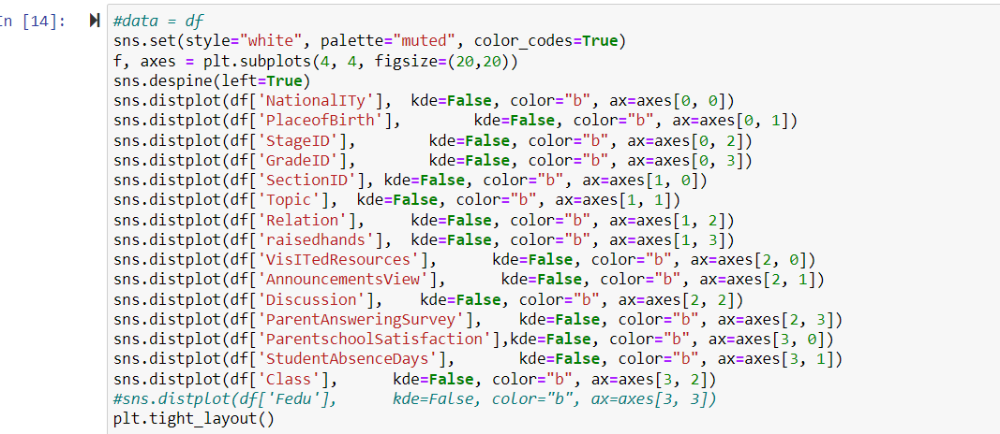 n [14]:
#data = df
sns.set(style="white", palette="muted", color_codes=True)
f, axes = plt.subplots(4, 4, figsize=(20,20))
sns.despine(left=True)
sns.distplot(df['NationalITy'],  kde=False, color="b", ax=axes[0, 0])
sns.distplot(df['PlaceofBirth'],        kde=False, color="b", ax=axes[0, 1])
sns.distplot(df['StageID'],        kde=False, color="b", ax=axes[0, 2])
sns.distplot(df['GradeID'],        kde=False, color="b", ax=axes[0, 3])
sns.distplot(df['SectionID'], kde=False, color="b", ax=axes[1, 0])
sns.distplot(df['Topic'],  kde=False, color="b", ax=axes[1, 1])
sns.distplot(df['Relation'],     kde=False, color="b", ax=axes[1, 2])
sns.distplot(df['raisedhands'],  kde=False, color="b", ax=axes[1, 3])
sns.distplot(df['VisITedResources'],      kde=False, color="b", ax=axes[2, 0])
sns.distplot(df['AnnouncementsView'],      kde=False, color="b", ax=axes[2, 1])
sns.distplot(df['Discussion'],    kde=False, color="b", ax=axes[2, 2])
sns.distplot(df['ParentAnsweringSurvey'],    kde=False, color="b", ax=axes[2, 3])
sns.distplot(df['ParentschoolSatisfaction'],kde=False, color="b", ax=axes[3, 0])
sns.distplot(df['StudentAbsenceDays'],       kde=False, color="b", ax=axes[3, 1])
sns.distplot(df['Class'],      kde=False, color="b", ax=axes[3, 2])
#sns.distplot(df['Fedu'],      kde=False, color="b", ax=axes[3, 3])
plt.tight_layout()